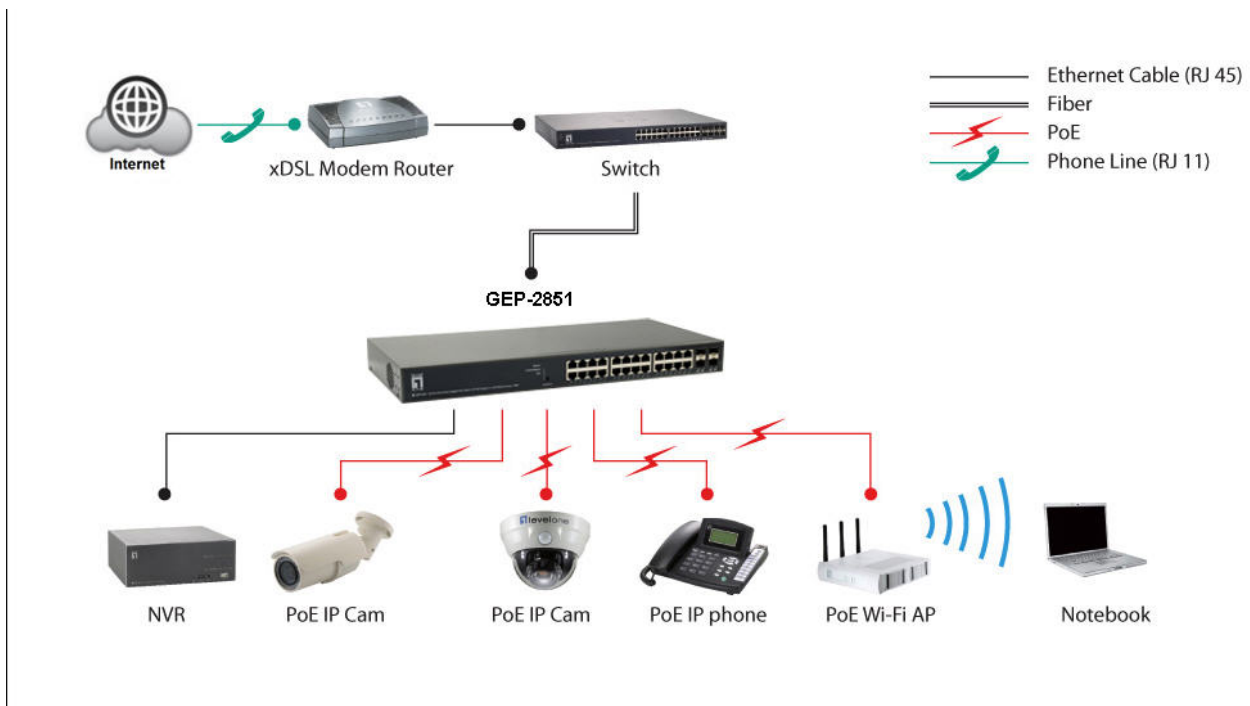 Ethernet Cable (RJ 45)
Fiber
PoE
Phone Line (RJ 11)
Internet
xDSL Modem Router
Switch
GEP-2851
levelone
NVR
PoE IP Cam
PoE IP Cam
PoE IP phone
PoE Wi-Fi AP
Notebook